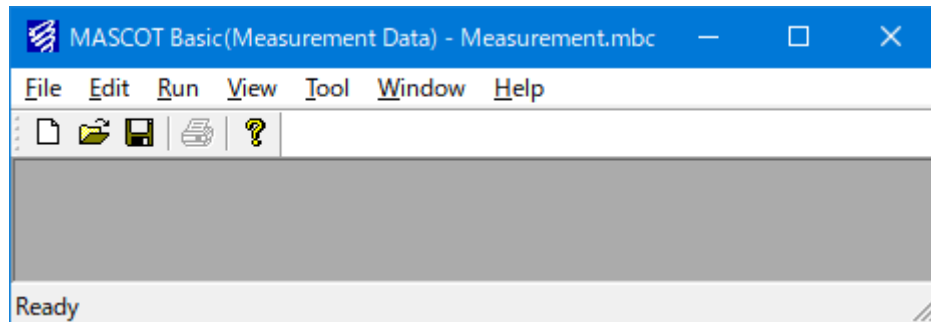 MASCOT Basic(Measurement Data) - Measurement.mbc
File Edit Run View Tool Window Help
Ready